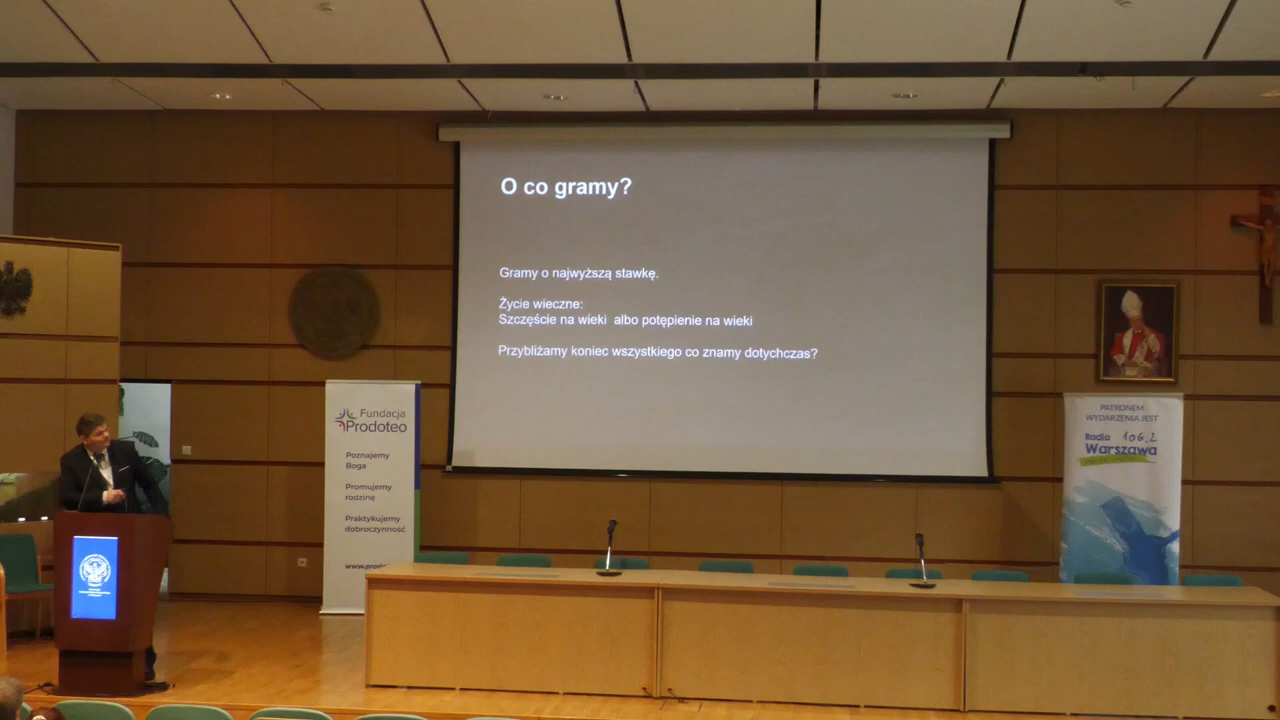 O co gramy?
Gramy o najwyższą stawkę.
Życie wieczne:
Szczęście na wieki albo potępienie na wieki
Przybliżamy koniec wszystkiego co znamy dotychczas?
Fundacja
Prodoteo
Poznajemy
Boga
Promujemy
rodzinę
Praktykujemy
dobroczynność
PATRONEM
WYDARZENIA JEST
Radio 106,2
Warszawa